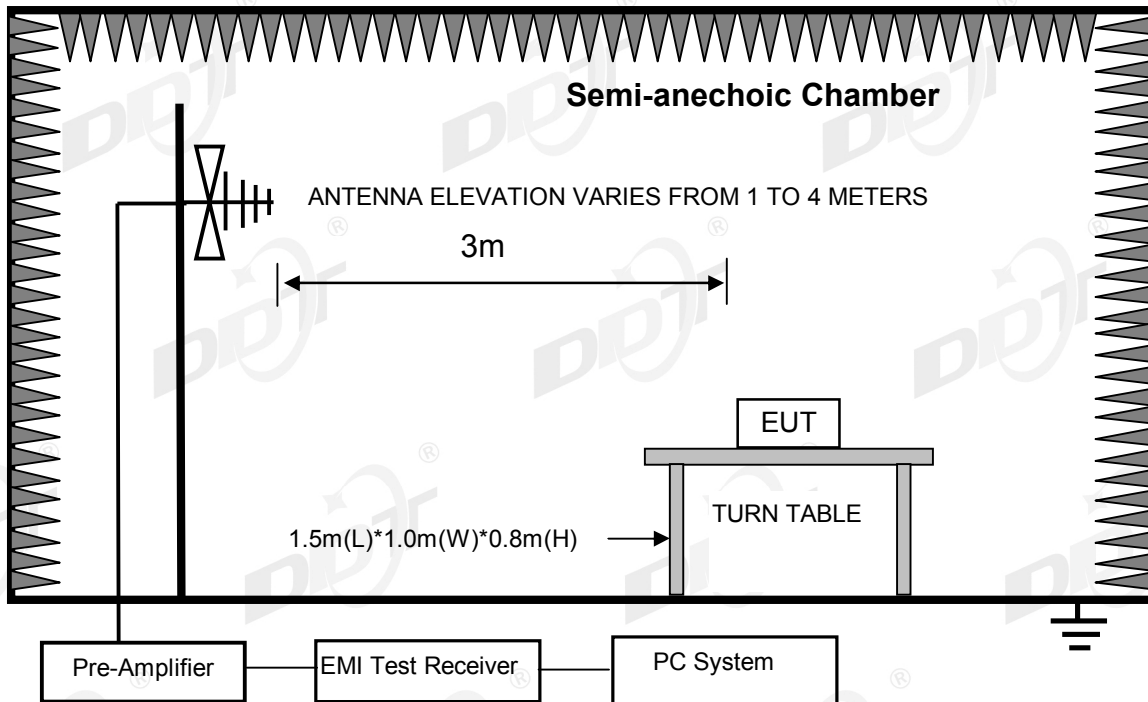 Semi-anechoic Chamber
ANTENNA ELEVATION VARIES FROM 1 TO 4 METERS
3m
EUT
TURN TABLE
1.5m(L)*1.0m(W)*0.8m(H)
Pre-Amplifier
EMI Test Receiver
PC System